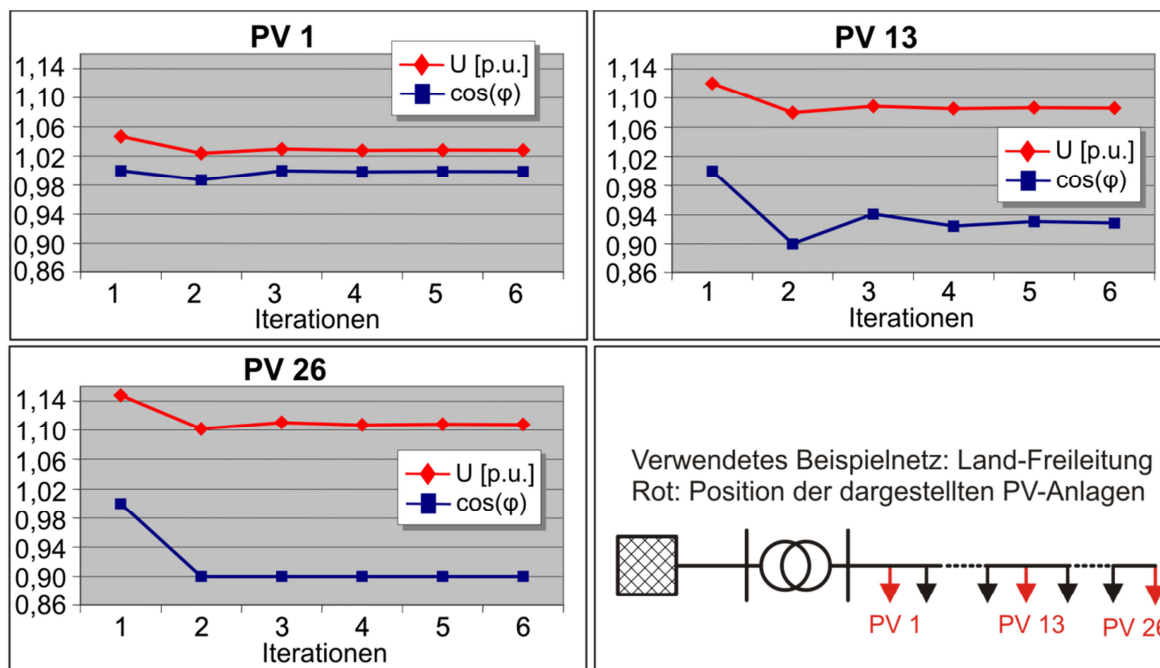 PV 1
U [p.u.]
cos(φ)
1,14
1,10
1,06
1,02
0,98
0,94
0,90
0,86
1 2 3 4 5 6
Iterationen
PV 13
U [p.u.]
cos(φ)
1,14
1,10
1,06
1,02
0,98
0,94
0,90
0,86
1 2 3 4 5 6
Iterationen
PV 26
U [p.u.]
cos(φ)
1,14
1,10
1,06
1,02
0,98
0,94
0,90
0,86
1 2 3 4 5 6
Iterationen
Verwendetes Beispielnetz: Land-Freileitung
Rot: Position der dargestellten PV-Anlagen
PV 1 PV 13 PV 26